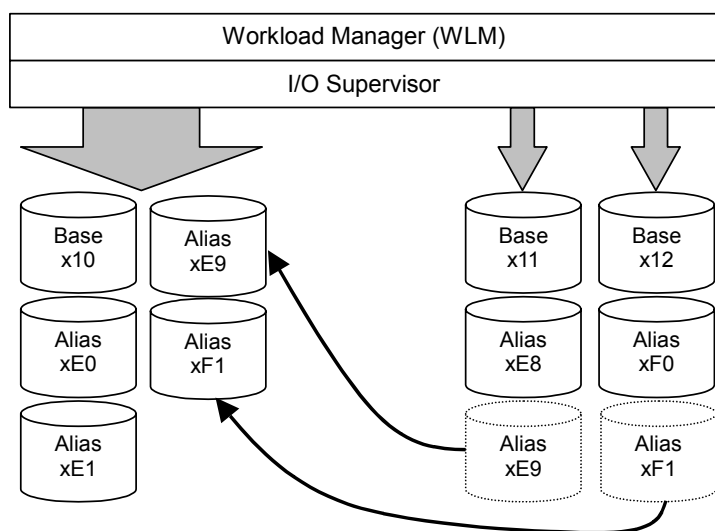 Workload Manager (WLM)
I/O Supervisor
Base
x10
Alias
xE9
Base
x11
Base
x12
Alias
xE0
Alias
xF1
Alias
xE8
Alias
xF0
Alias
xE1
Alias
xE9
Alias
xF1